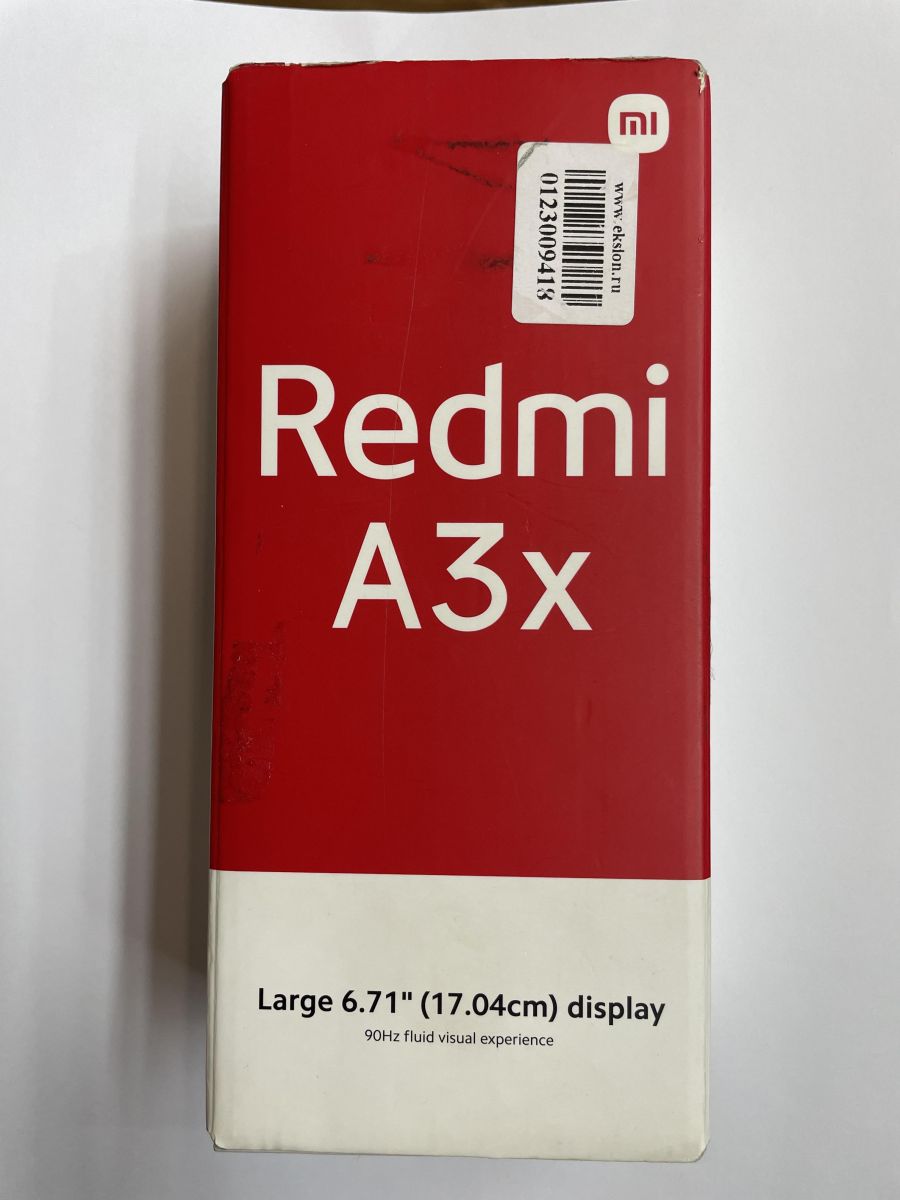 mi
www.ekslon.ru
0123009418
Redmi
A3x
Large 6.71" (17.04cm) display
90Hz fluid visual experience